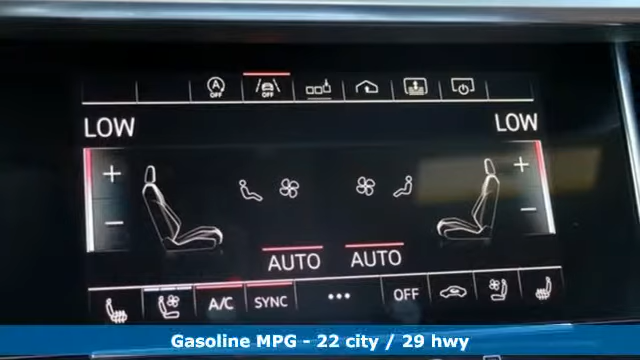 A
OFF
OFF
LOW
LOW
+
+
−
−
AUTO
AUTO
A/C
SYNC
•••
OFF
Gasoline MPG - 22 city / 29 hwy